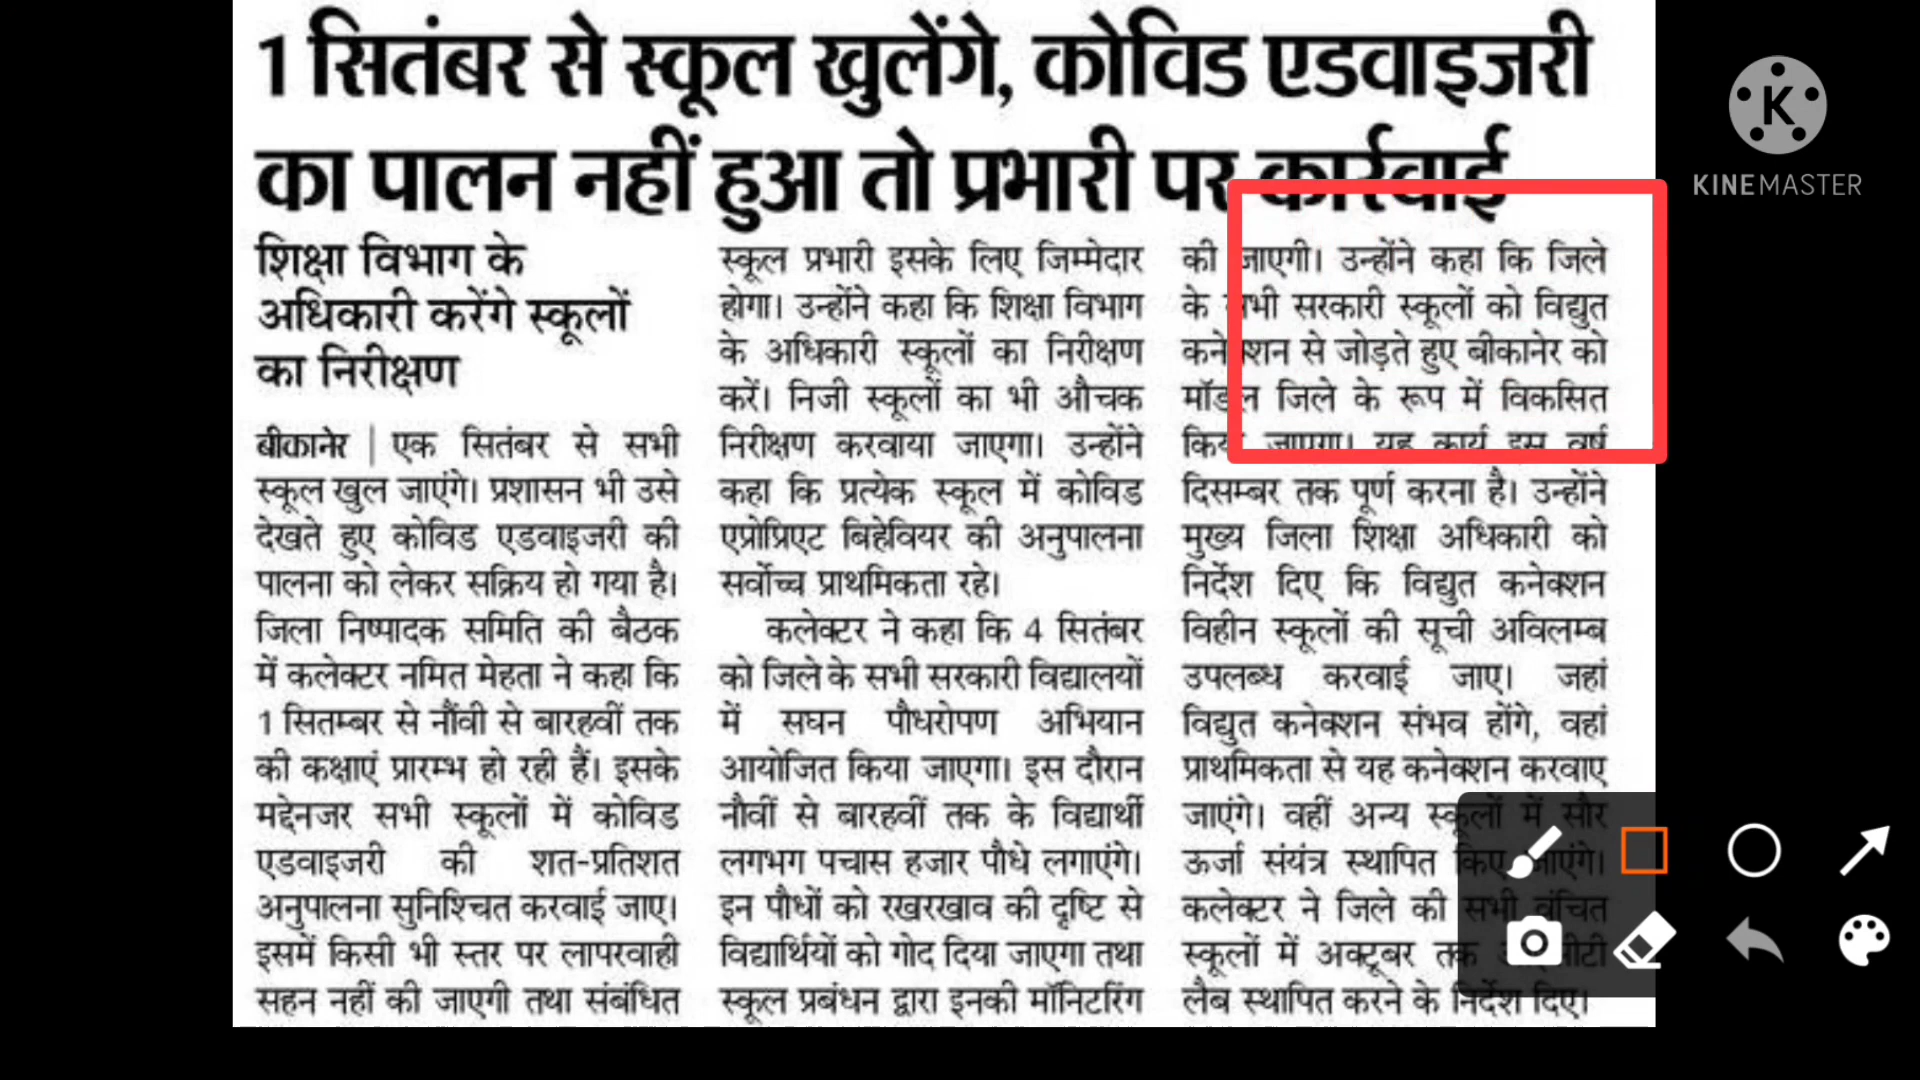 1 सितंबर से स्कूल खुलेंगे, कोविड एडवाइजरी
का पालन नहीं हुआ तो प्रभारी पर कार्रवाई
शिक्षा विभाग के
अधिकारी करेंगे स्कूलों
का निरीक्षण
बीकानेर | एक सितंबर से सभी
स्कूल खुल जाएंगे। प्रशासन भी उसे
देखते हुए कोविड एडवाइजरी की
पालना को लेकर सक्रिय हो गया है।
जिला निष्पादक समिति की बैठक
में कलेक्टर नमित मेहता ने कहा कि
1 सितम्बर से नौंवी से बारहवीं तक
की कक्षाएं प्रारम्भ हो रही हैं। इसके
मद्देनजर सभी स्कूलों में कोविड
एडवाइजरी की शत-प्रतिशत
अनुपालना सुनिश्चित करवाई जाए।
इसमें किसी भी स्तर पर लापरवाही
सहन नहीं की जाएगी तथा संबंधित
स्कूल प्रभारी इसके लिए जिम्मेदार
होगा। उन्होंने कहा कि शिक्षा विभाग
के अधिकारी स्कूलों का निरीक्षण
करें। निजी स्कूलों का भी औचक
निरीक्षण करवाया जाएगा। उन्होंने
कहा कि प्रत्येक स्कूल में कोविड
एप्रोप्रिएट बिहेवियर की अनुपालना
सर्वोच्च प्राथमिकता रहे।
कलेक्टर ने कहा कि 4 सितंबर
को जिले के सभी सरकारी विद्यालयों
में सघन पौधरोपण अभियान
आयोजित किया जाएगा। इस दौरान
नौवीं से बारहवीं तक के विद्यार्थी
लगभग पचास हजार पौधे लगाएंगे।
इन पौधों को रखरखाव की दृष्टि से
विद्यार्थियों को गोद दिया जाएगा तथा
स्कूल प्रबंधन द्वारा इनकी मॉनिटरिंग
की जाएगी। उन्होंने कहा कि जिले
के सभी सरकारी स्कूलों को विद्युत
कनेक्शन से जोड़ते हुए बीकानेर को
मॉडल जिले के रूप में विकसित
किया जाएगा। यह कार्य इस वर्ष
दिसम्बर तक पूर्ण करना है। उन्होंने
मुख्य जिला शिक्षा अधिकारी को
निर्देश दिए कि विद्युत कनेक्शन
विहीन स्कूलों की सूची अविलम्ब
उपलब्ध करवाई जाए। जहां
विद्युत कनेक्शन संभव होंगे, वहां
प्राथमिकता से यह कनेक्शन करवाए
जाएंगे। वहीं अन्य स्कूलों में सौर
ऊर्जा संयंत्र स्थापित किए जाएंगे।
कलेक्टर ने जिले की सभी वंचित
स्कूलों में अक्टूबर तक
लैब स्थापित करने के निर्देश दिए।
K
KINEMASTER